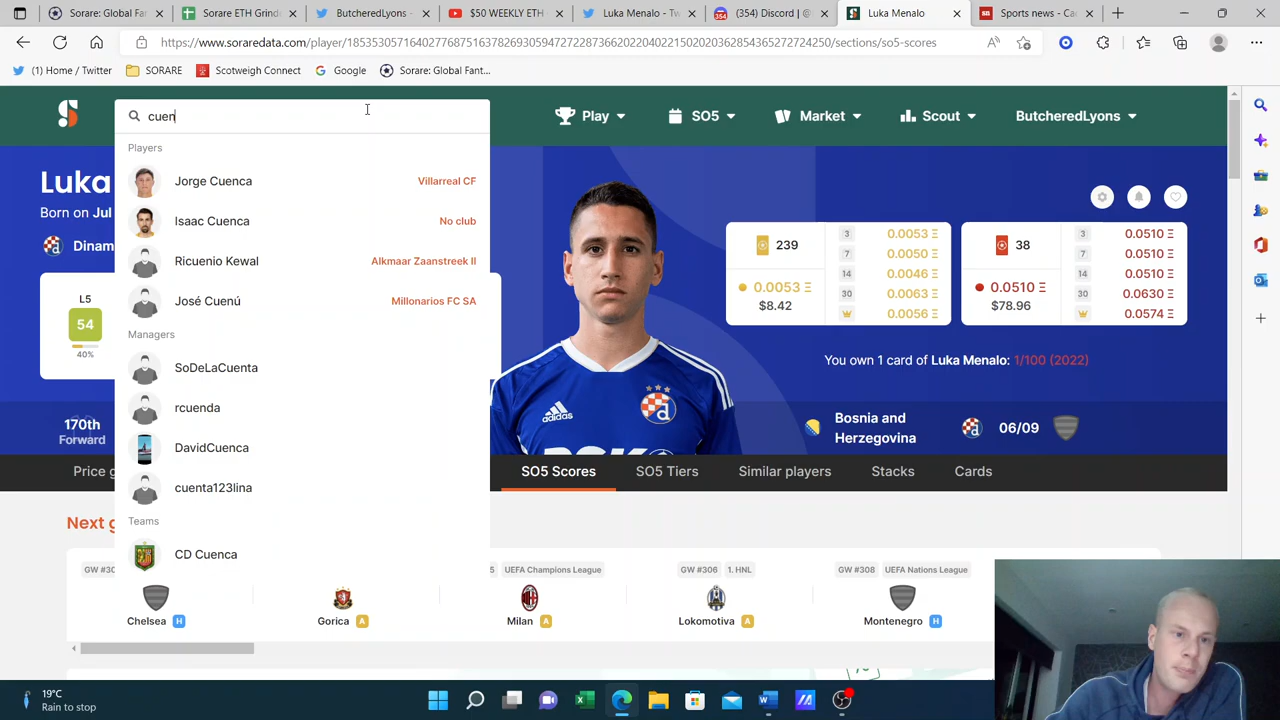 Sorare: Global Fan
Sorare ETH Grind
ButcheredLyons -
$50 WEEKLY ETH
Luka Menalo - Tw
(354) Discord | @
Luka Menalo
Sports news - Ca
https://www.soraredata.com/player/18535305716402776875163782693059472722873662022040221502020362854365272724250/sections/so5-scores
(1) Home / Twitter
SORARE
Scotweigh Connect
Google
Sorare: Global Fant...
cuen
Play
SO5
Market
Scout
ButcheredLyons
Players
Jorge Cuenca Villarreal CF
Isaac Cuenca No club
Ricuenio Kewal Alkmaar Zaanstreek II
José Cuenú Millonarios FC SA
Managers
SoDeLaCuenta
rcuenda
DavidCuenca
cuenta123lina
Teams
CD Cuenca
Luka
Born on Jul
Dinam
L5
54
40%
170th
Forward
239
0.0053 Ξ
$8.42
3 0.0053 Ξ
7 0.0050 Ξ
14 0.0046 Ξ
30 0.0063 Ξ
0.0056 Ξ
38
0.0510 Ξ
$78.96
3 0.0510 Ξ
7 0.0510 Ξ
14 0.0510 Ξ
30 0.0630 Ξ
0.0574 Ξ
You own 1 card of Luka Menalo: 1/100 (2022)
Bosnia and
Herzegovina
06/09
adidas
Price g
SO5 Scores
SO5 Tiers
Similar players
Stacks
Cards
Next g
GW #30
5 UEFA Champions League
GW #306 1. HNL
GW #308 UEFA Nations League
Chelsea H
Gorica A
Milan A
Lokomotiva A
Montenegro H
19°C
Rain to stop